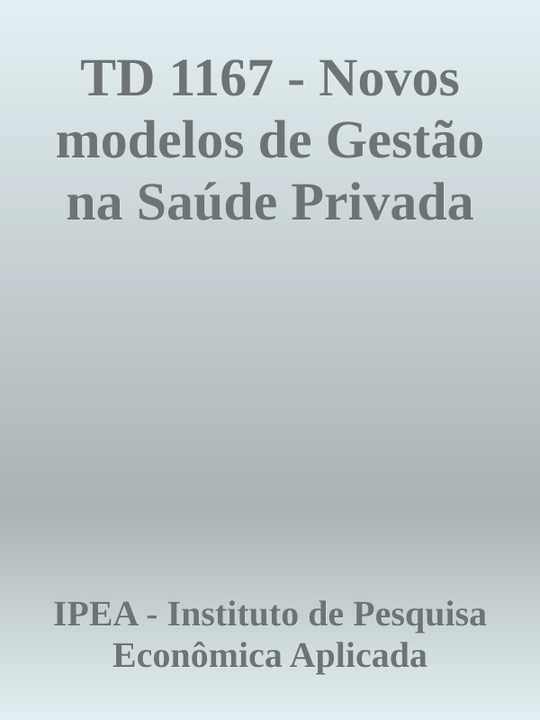 TD 1167 - Novos
modelos de Gestão
na Saúde Privada
IPEA - Instituto de Pesquisa
Econômica Aplicada